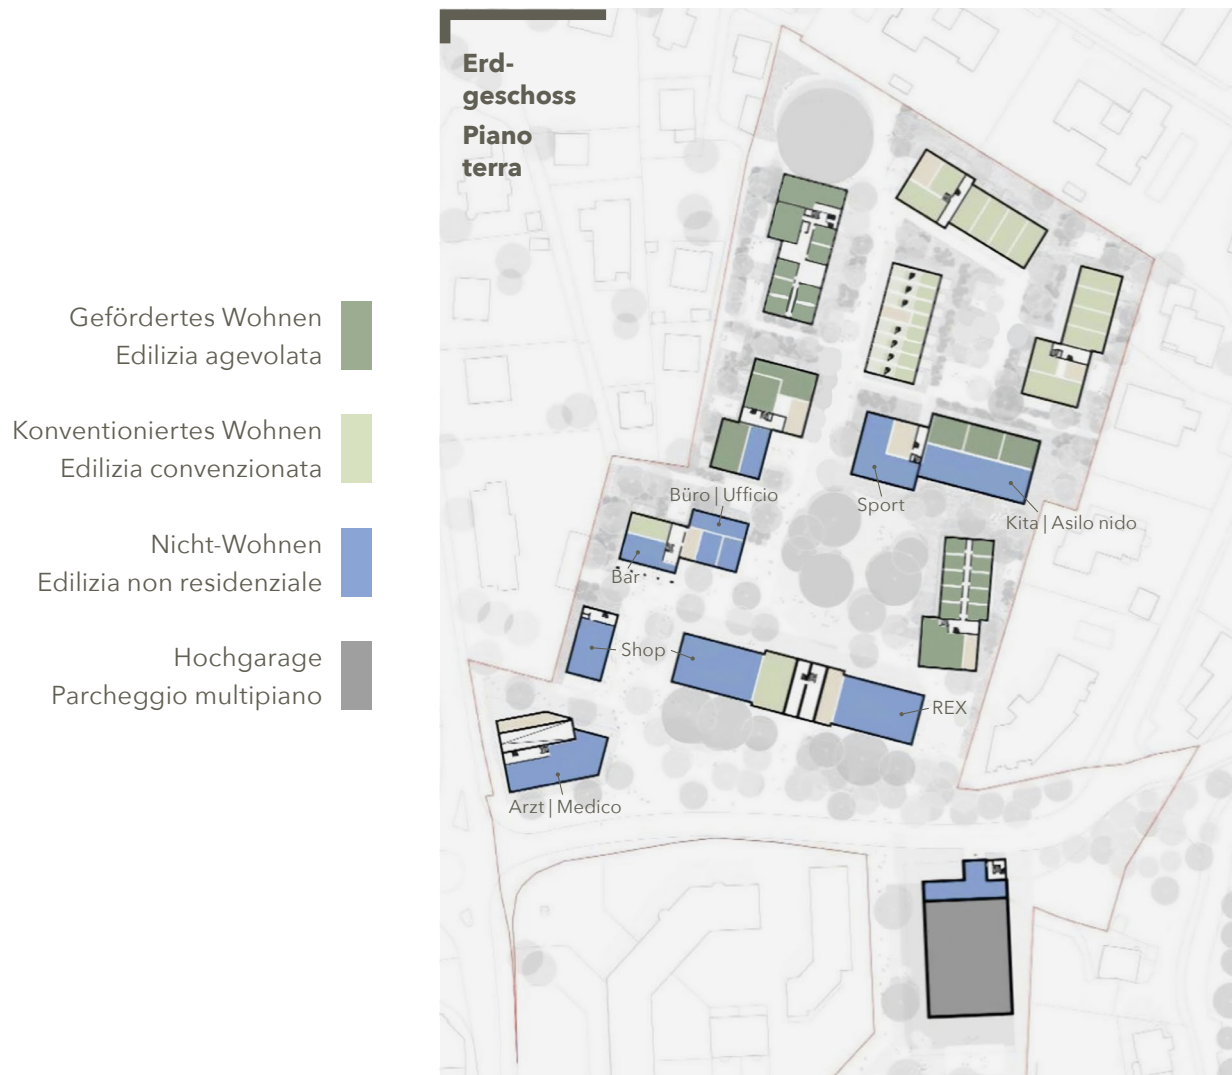 Erd-
geschoss
Piano
terra
Gefördertes Wohnen
Edilizia agevolata
Konventioniertes Wohnen
Edilizia convenzionata
Nicht-Wohnen
Edilizia non residenziale
Hochgarage
Parcheggio multipiano
Büro | Ufficio
Sport
Kita | Asilo nido
Bar
Shop
REX
Arzt | Medico